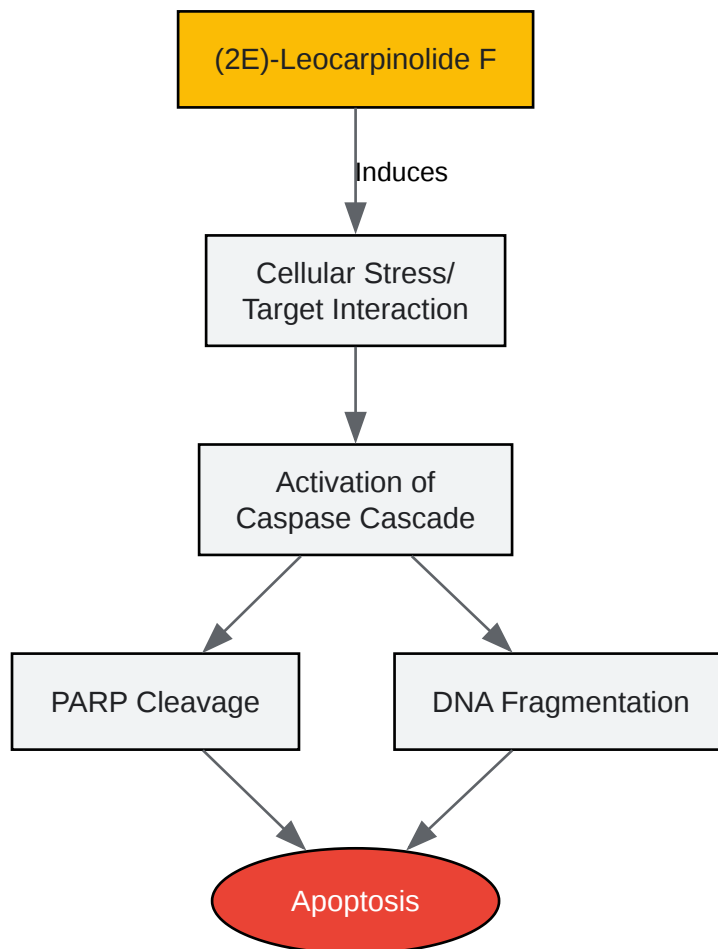 (2E)-Leocarpinolide F
Induces
Cellular Stress/
Target Interaction
Activation of
Caspase Cascade
PARP Cleavage
DNA Fragmentation
Apoptosis